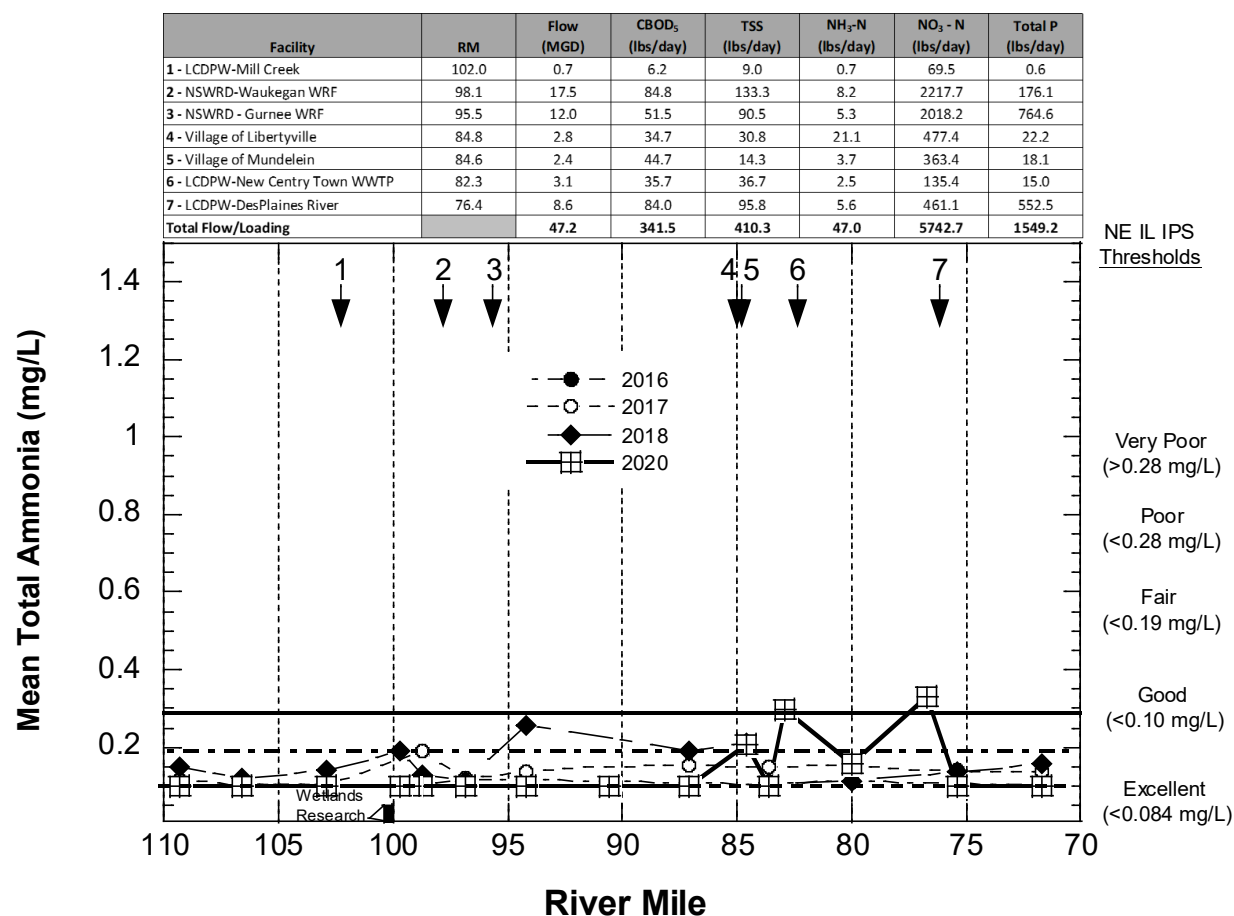 Facility RM Flow (MGD) CBOD₅ (lbs/day) TSS (lbs/day) NH₃-N (lbs/day) NO₃ - N (lbs/day) Total P (lbs/day)
1 - LCDPW-Mill Creek 102.0 0.7 6.2 9.0 0.7 69.5 0.6
2 - NSWRD-Waukegan WRF 98.1 17.5 84.8 133.3 8.2 2217.7 176.1
3 - NSWRD - Gurnee WRF 95.5 12.0 51.5 90.5 5.3 2018.2 764.6
4 - Village of Libertyville 84.8 2.8 34.7 30.8 21.1 477.4 22.2
5 - Village of Mundelein 84.6 2.4 44.7 14.3 3.7 363.4 18.1
6 - LCDPW-New Centry Town WWTP 82.3 3.1 35.7 36.7 2.5 135.4 15.0
7 - LCDPW-DesPlaines River 76.4 8.6 84.0 95.8 5.6 461.1 552.5
Total Flow/Loading 47.2 341.5 410.3 47.0 5742.7 1549.2
NE IL IPS
Thresholds
1 2 3 4 5 6 7
1.4
1.2
1
0.8
0.6
0.4
0.2
Mean Total Ammonia (mg/L)
2016
2017
2018
2020
Very Poor
(>0.28 mg/L)
Poor
(<0.28 mg/L)
Fair
(<0.19 mg/L)
Good
(<0.10 mg/L)
Excellent
(<0.084 mg/L)
Wetlands
Research
110 105 100 95 90 85 80 75 70
River Mile